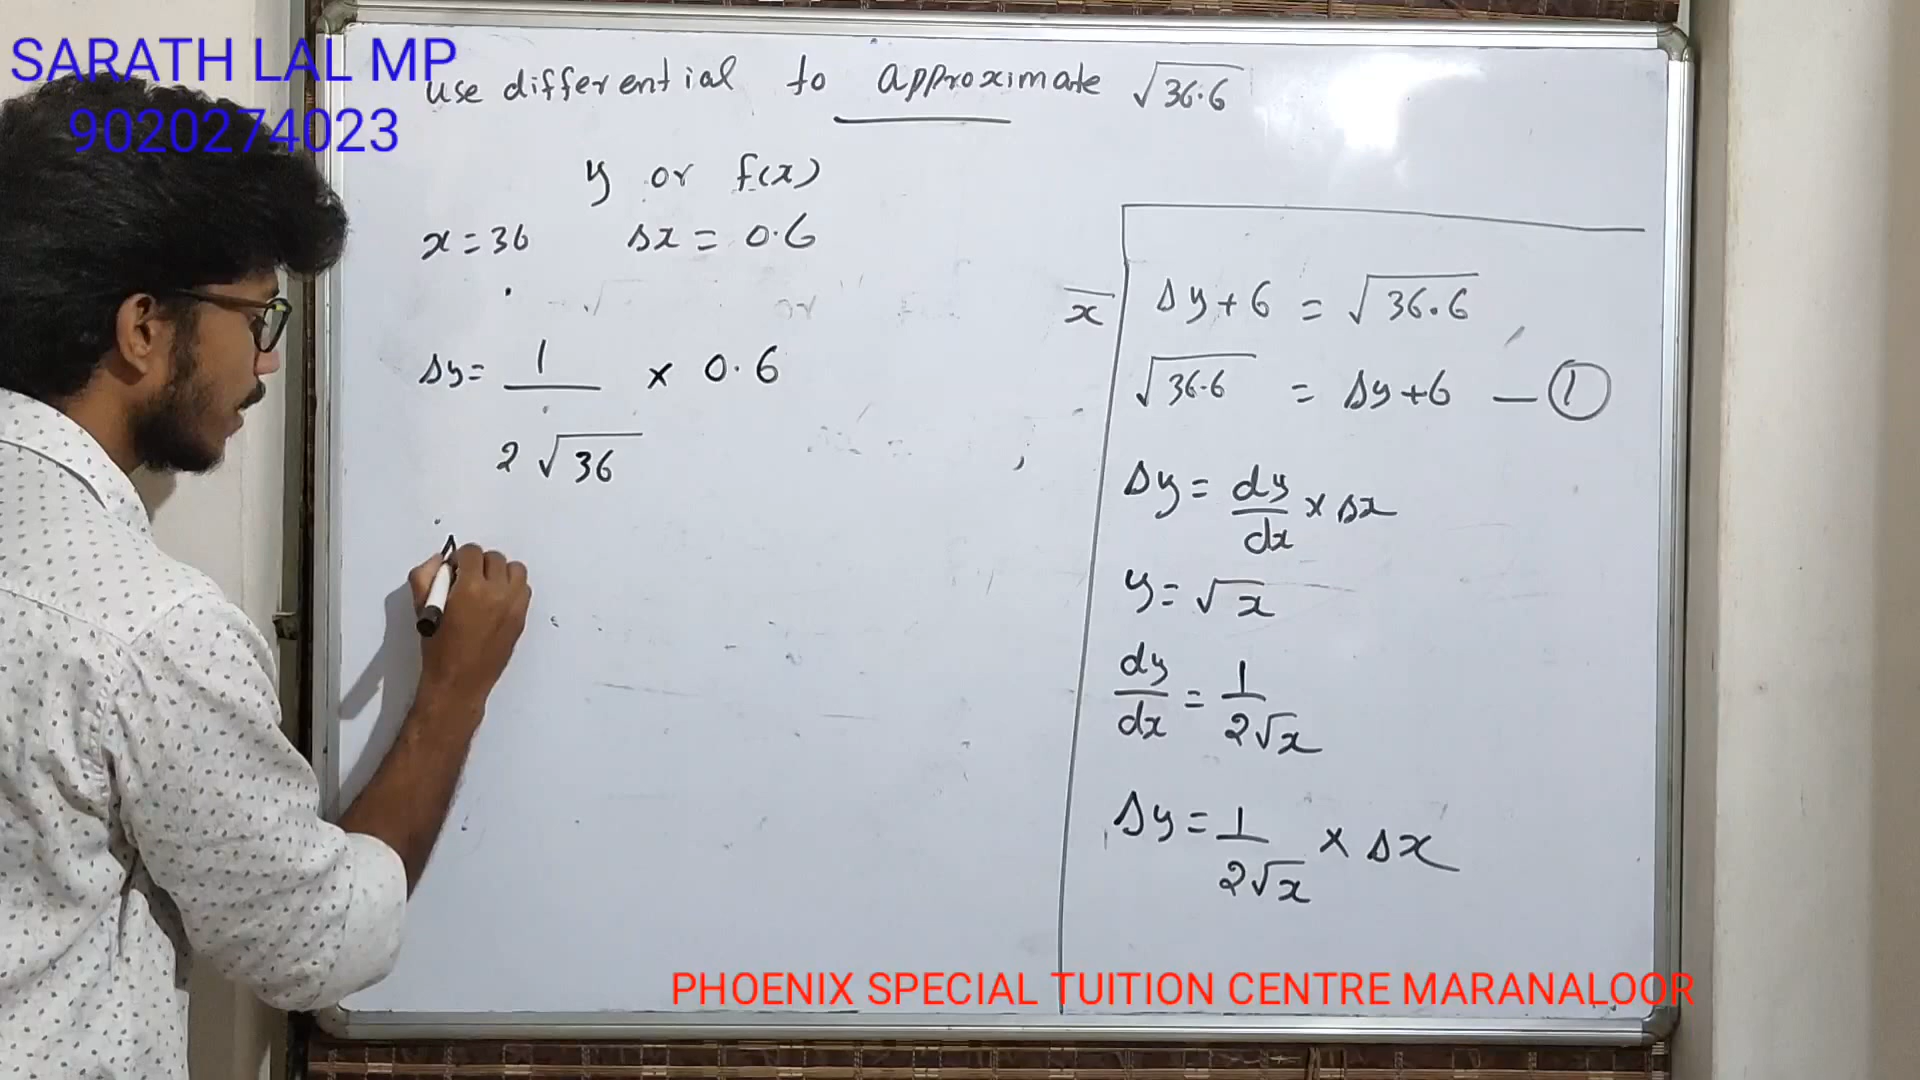 SARATH LAL MP
9020274023
use differential to approximate √36.6
y or f(x)
x = 36 Δx = 0.6
Δy = 1 / 2√36 × 0.6
Δ
x
Δy + 6 = √36.6
√36.6 = Δy + 6 — ①
Δy = dy/dx × Δx
y = √x
dy/dx = 1/2√x
Δy = 1/2√x × Δx
PHOENIX SPECIAL TUITION CENTRE MARANALOOR